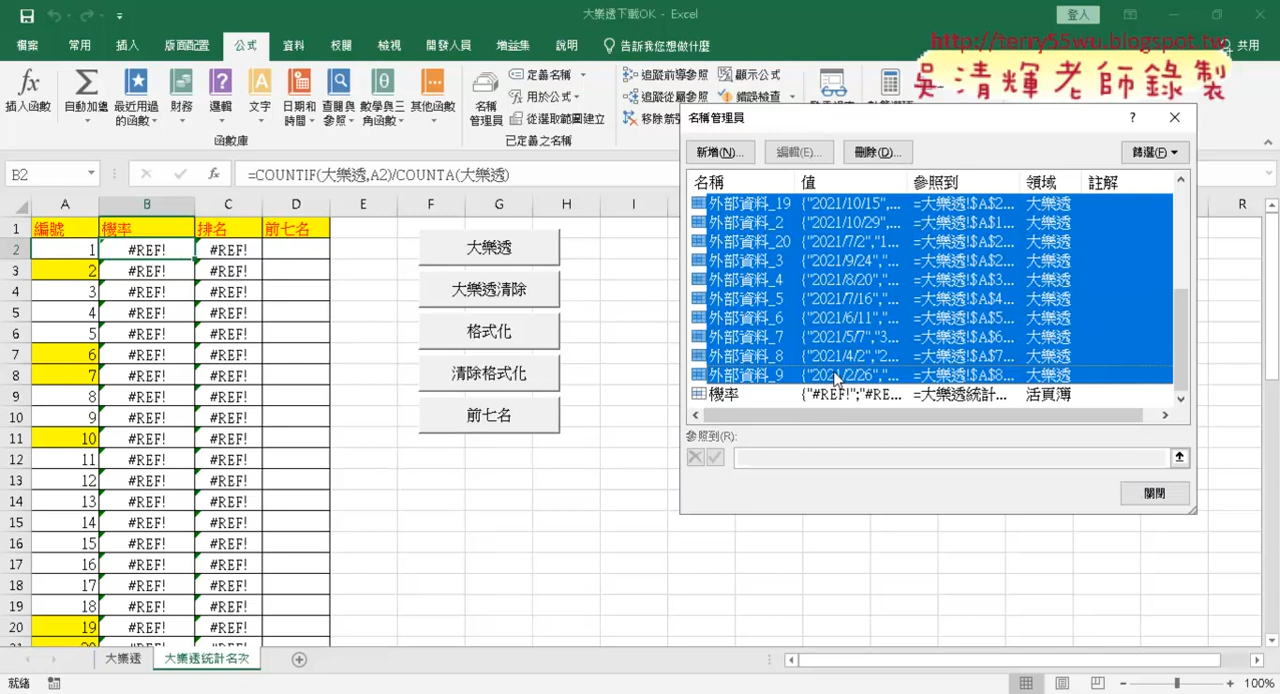 大樂透下載OK - Excel
登入
檔案 常用 插入 版面配置 公式 資料 校閱 檢視 開發人員 增益集 說明 告訴我您想做什麼 共用
http://terry55wu.blogspot.tw
吳清輝老師錄製
插入函數 自動加總 最近用過的函數 財務 邏輯 文字 日期和時間 查閱與參照 數學與三角函數 其他函數
函數庫
名稱管理員 定義名稱 用於公式 從選取範圍建立
已定義之名稱
追蹤前導參照 顯示公式
追蹤從屬參照 錯誤檢查
移除箭
B2 fx =COUNTIF(大樂透,A2)/COUNTA(大樂透)
A B C D E F G H I R
1 編號 機率 排名 前七名
2 1 #REF! #REF!
3 2 #REF! #REF!
4 3 #REF! #REF!
5 4 #REF! #REF!
6 5 #REF! #REF!
7 6 #REF! #REF!
8 7 #REF! #REF!
9 8 #REF! #REF!
10 9 #REF! #REF!
11 10 #REF! #REF!
12 11 #REF! #REF!
13 12 #REF! #REF!
14 13 #REF! #REF!
15 14 #REF! #REF!
16 15 #REF! #REF!
17 16 #REF! #REF!
18 17 #REF! #REF!
19 18 #REF! #REF!
20 19 #REF! #REF!
大樂透
大樂透清除
格式化
清除格式化
前七名
名稱管理員 ?
新增(N)... 編輯(E)... 刪除(D)... 篩選(F)
名稱 值 參照到 領域 註解
外部資料_19 {"2021/10/15",... =大樂透!$A$2... 大樂透
外部資料_2 {"2021/10/29",... =大樂透!$A$1... 大樂透
外部資料_20 {"2021/7/2","1... =大樂透!$A$2... 大樂透
外部資料_3 {"2021/9/24","... =大樂透!$A$2... 大樂透
外部資料_4 {"2021/8/20","... =大樂透!$A$3... 大樂透
外部資料_5 {"2021/7/16","... =大樂透!$A$4... 大樂透
外部資料_6 {"2021/6/11","... =大樂透!$A$5... 大樂透
外部資料_7 {"2021/5/7","3... =大樂透!$A$6... 大樂透
外部資料_8 {"2021/4/2","2... =大樂透!$A$7... 大樂透
外部資料_9 {"2021/2/26","... =大樂透!$A$8... 大樂透
機率 {"#REF!";"#RE... =大樂透統計... 活頁簿
參照到(R):
關閉
大樂透 大樂透統計名次
就緒 100%